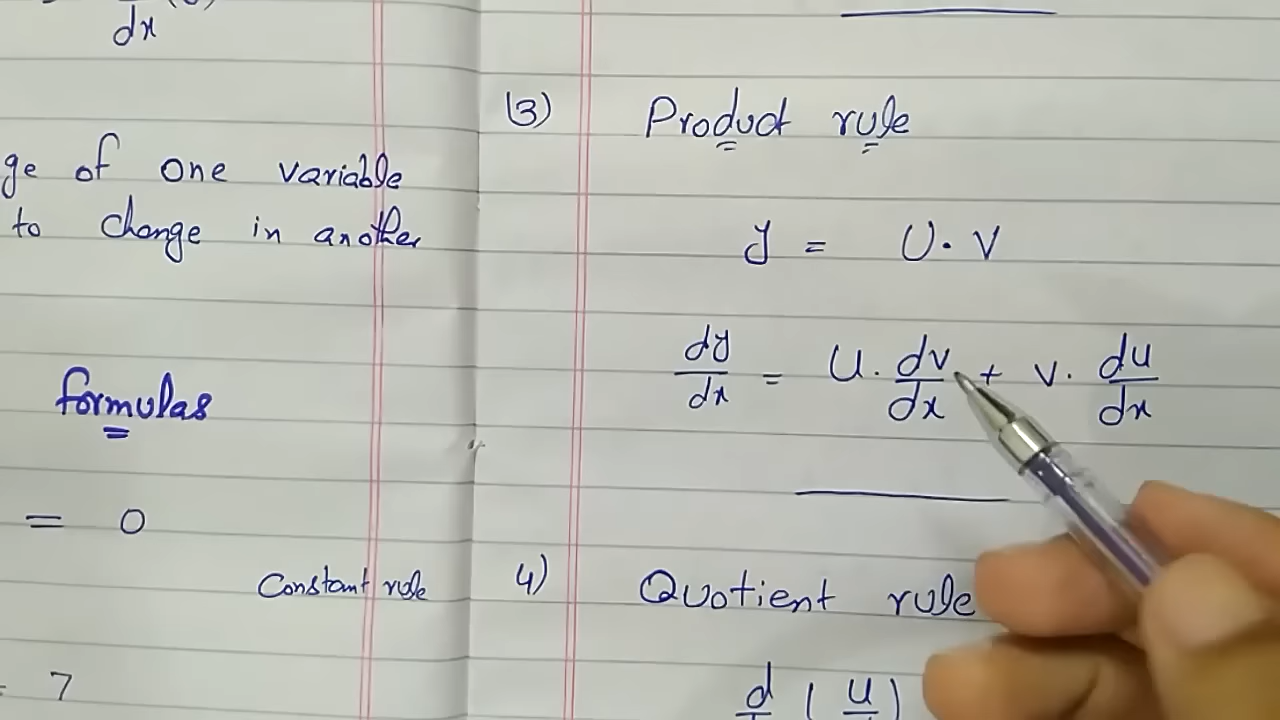 dx
ge of one variable
to change in another
formulas
= 0
Constant rule
= 7
(3) Product rule
y = U · V
dy/dx = U · dv/dx + v · du/dx
4) Quotient rule
d ( u )